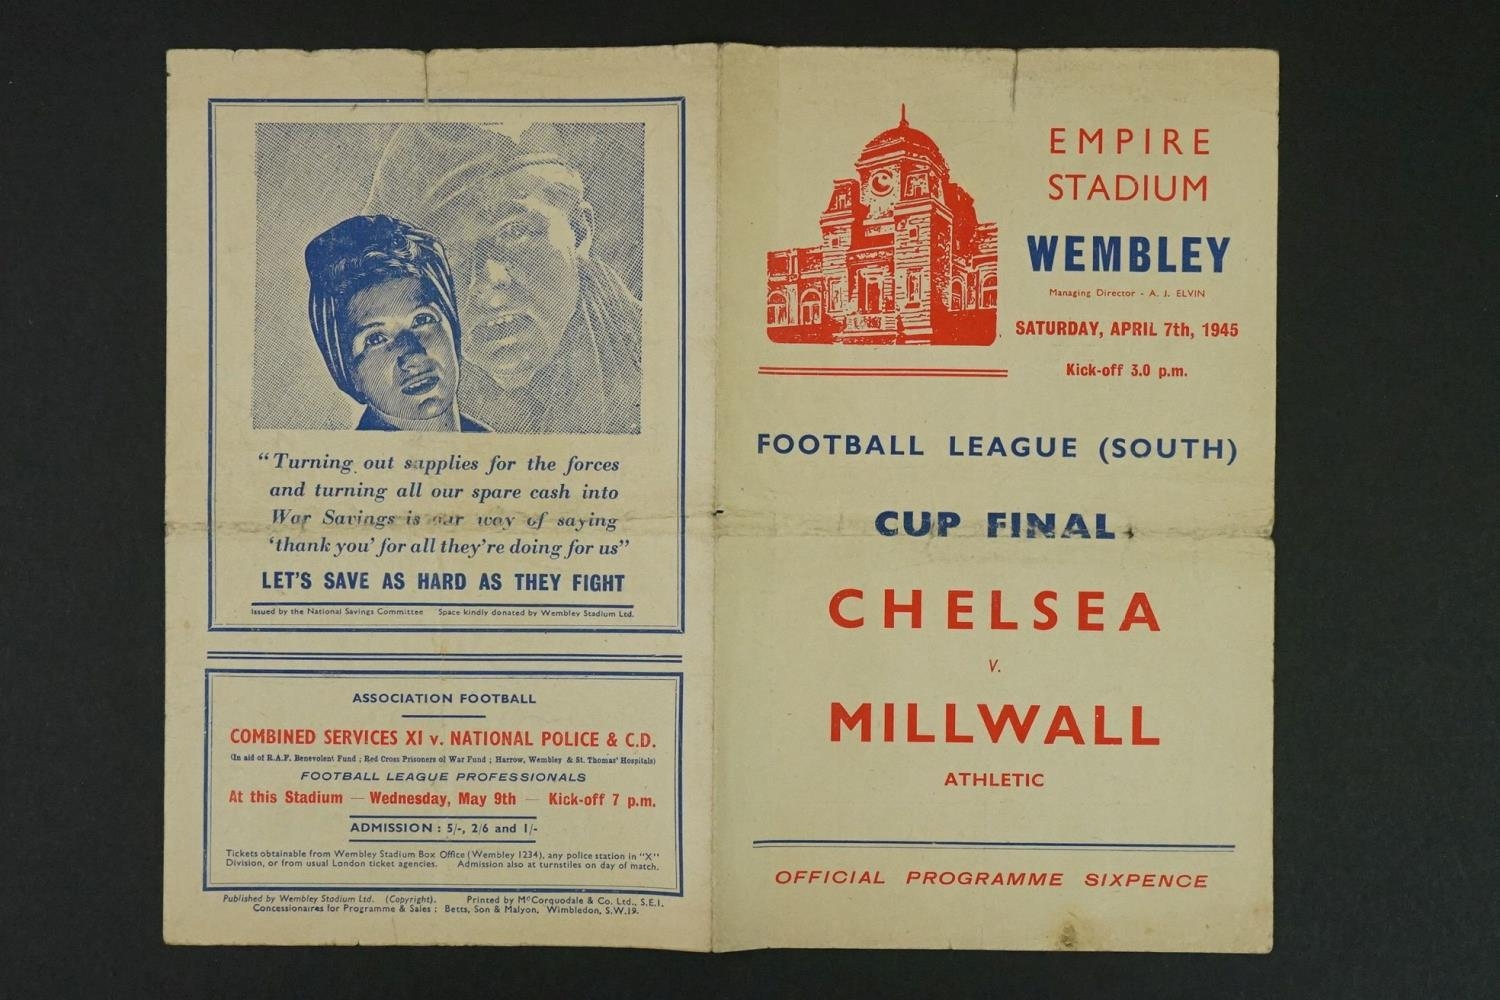 "Turning out supplies for the forces
and turning all our spare cash into
War Savings is our way of saying
'thank you' for all they're doing for us"
LET'S SAVE AS HARD AS THEY FIGHT
Issued by the National Savings Committee Space kindly donated by Wembley Stadium Ltd.
ASSOCIATION FOOTBALL
COMBINED SERVICES XI v. NATIONAL POLICE & C.D.
(In aid of R.A.F. Benevolent Fund ; Red Cross Prisoners of War Fund ; Harrow, Wembley & St. Thomas' Hospitals)
FOOTBALL LEAGUE PROFESSIONALS
At this Stadium — Wednesday, May 9th — Kick-off 7 p.m.
ADMISSION : 5/-, 2/6 and 1/-
Tickets obtainable from Wembley Stadium Box Office (Wembley 1234), any police station in "X"
Division, or from usual London ticket agencies. Admission also at turnstiles on day of match.
Published by Wembley Stadium Ltd. (Copyright). Printed by McCorquodale & Co. Ltd., S.E.1.
Concessionaires for Programme & Sales : Betts, Son & Malyon, Wimbledon, S.W.19.
EMPIRE
STADIUM
WEMBLEY
Managing Director - A. J. ELVIN
SATURDAY, APRIL 7th, 1945
Kick-off 3.0 p.m.
FOOTBALL LEAGUE (SOUTH)
CUP FINAL
CHELSEA
v.
MILLWALL
ATHLETIC
OFFICIAL PROGRAMME SIXPENCE